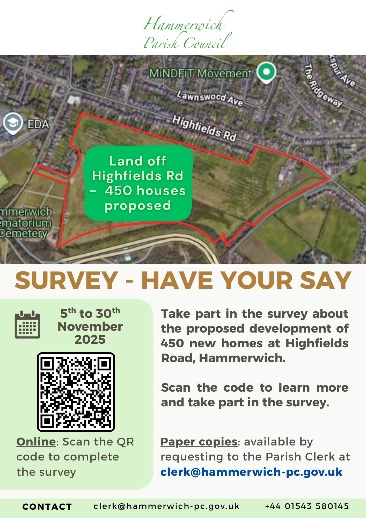 Hammerwich
Parish Council
MiNDFiT Movement
Lawnswood Ave
The Ridgeway
Highfields Rd
EDA
Land off
Highfields Rd
- 450 houses
proposed
Cemetery
SURVEY - HAVE YOUR SAY
5th to 30th
November
2025
Online: Scan the QR
code to complete
the survey
Take part in the survey about
the proposed development of
450 new homes at Highfields
Road, Hammerwich.
Scan the code to learn more
and take part in the survey.
Paper copies: available by
requesting to the Parish Clerk at
clerk@hammerwich-pc.gov.uk
CONTACT clerk@hammerwich-pc.gov.uk +44 01543 580145